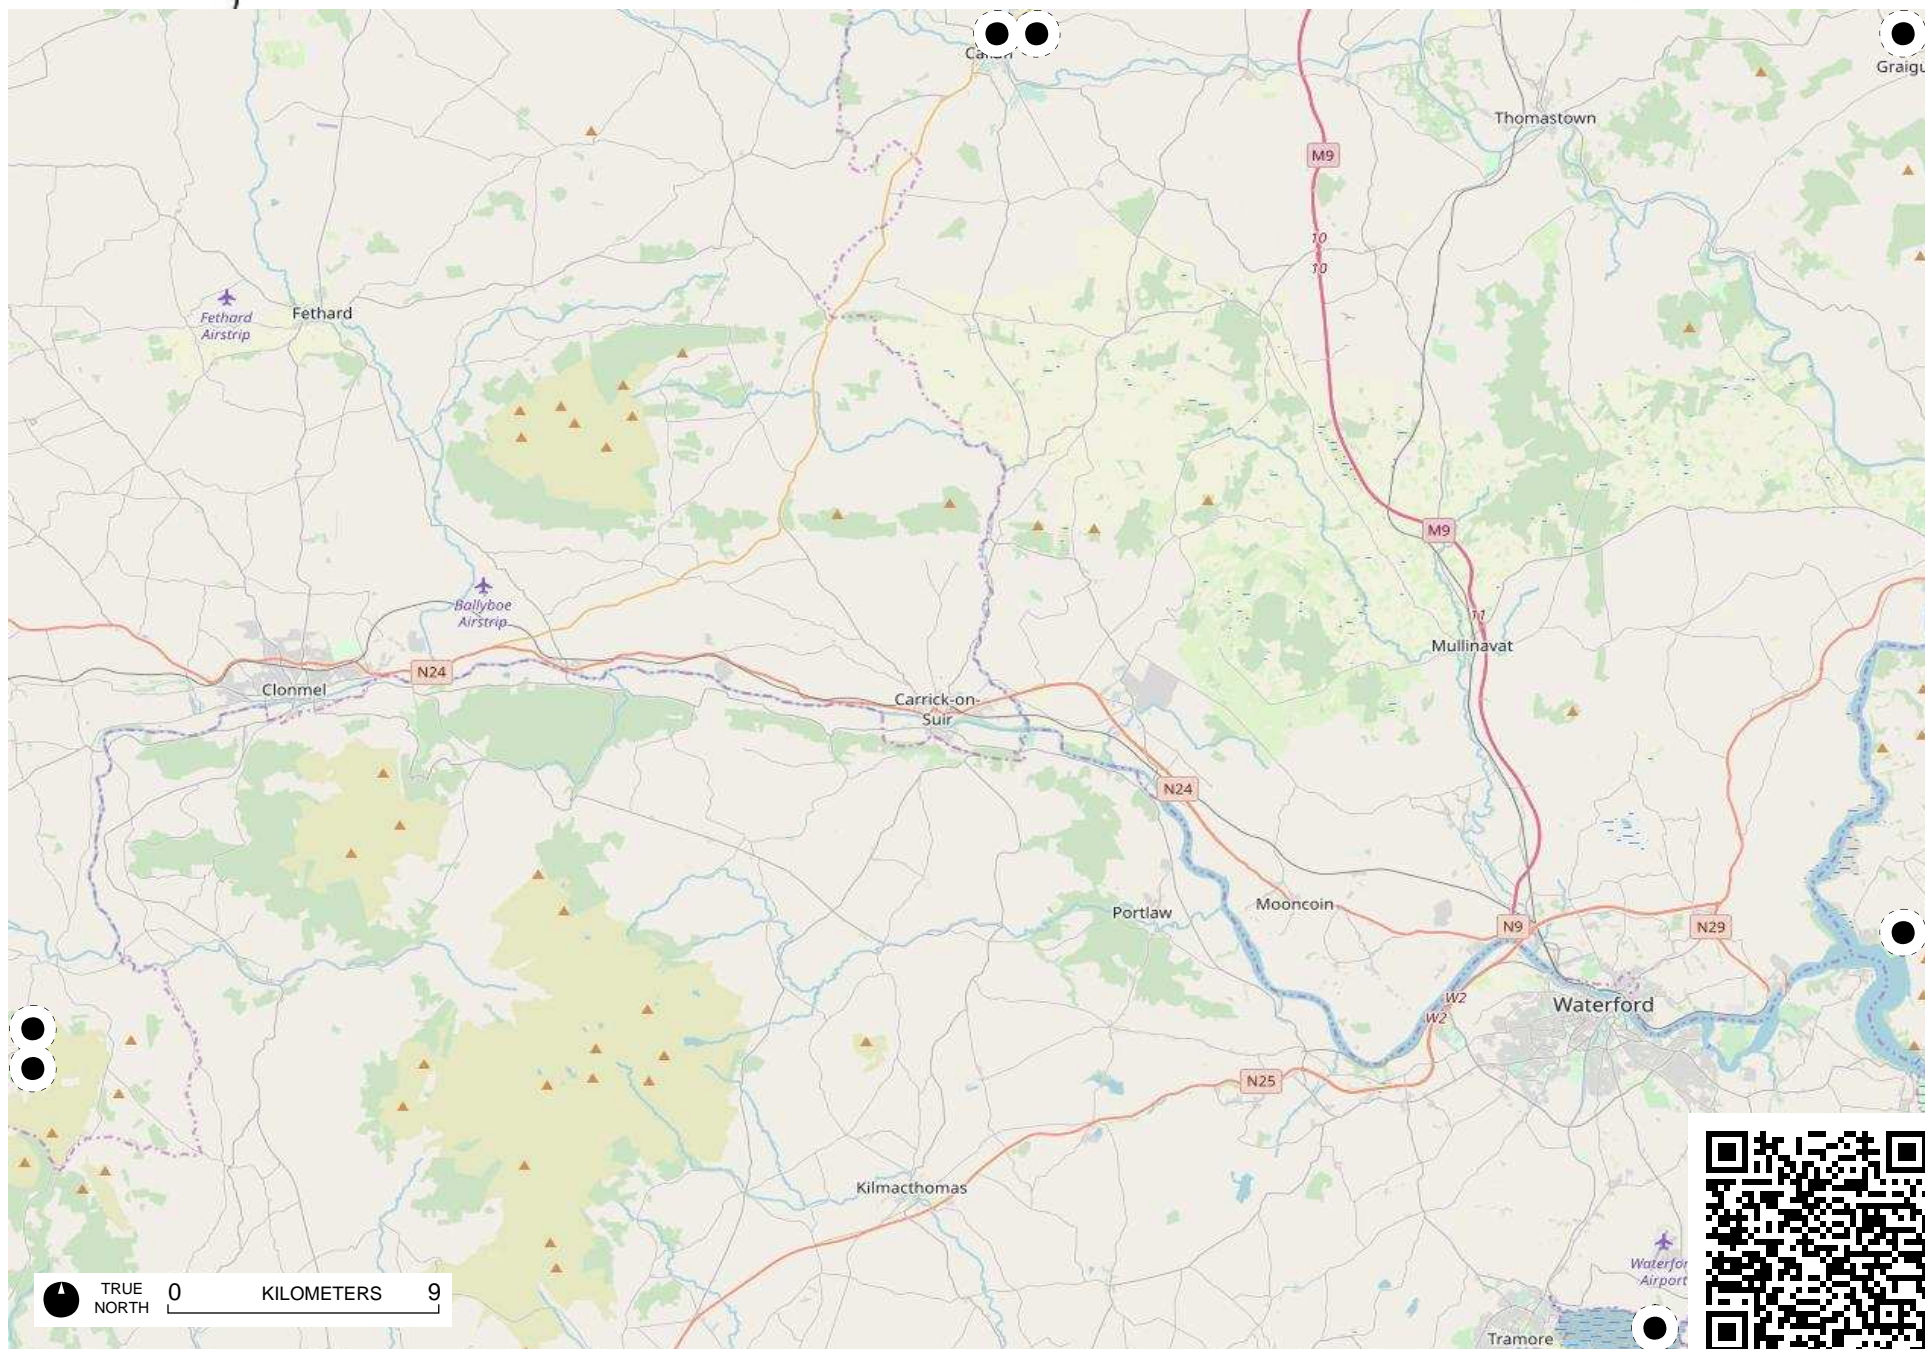 Thomastown
M9
10
10
Fethard
Airstrip
Fethard
M9
Ballyboe
Airstrip
11
Mullinavat
N24
Clonmel
Carrick-on-
Suir
N24
Mooncoin
Portlaw
N9
N29
W2
Waterford
W2
N25
Kilmacthomas
Airport
TRUE
NORTH
0 KILOMETERS 9
Tramore